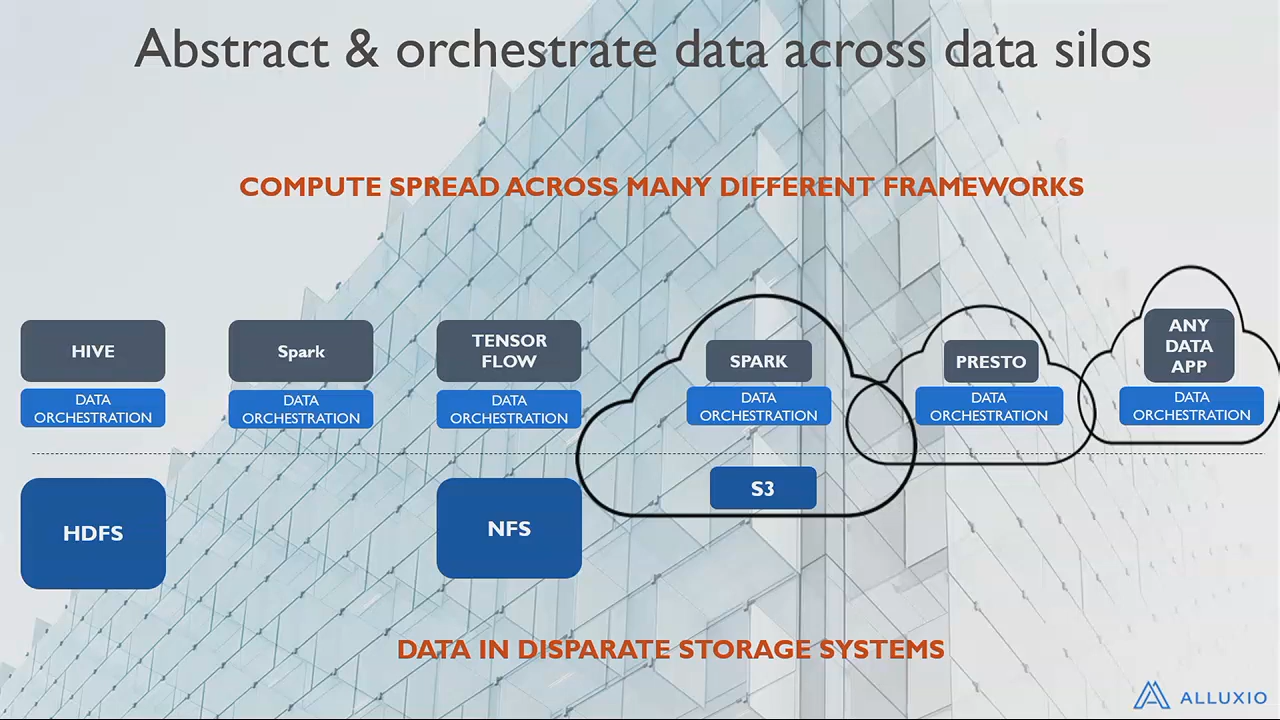 Abstract & orchestrate data across data silos
COMPUTE SPREAD ACROSS MANY DIFFERENT FRAMEWORKS
HIVE
DATA
ORCHESTRATION
Spark
DATA
ORCHESTRATION
TENSOR
FLOW
DATA
ORCHESTRATION
SPARK
DATA
ORCHESTRATION
PRESTO
DATA
ORCHESTRATION
ANY
DATA
APP
DATA
ORCHESTRATION
HDFS
NFS
S3
DATA IN DISPARATE STORAGE SYSTEMS
ALLUXIO